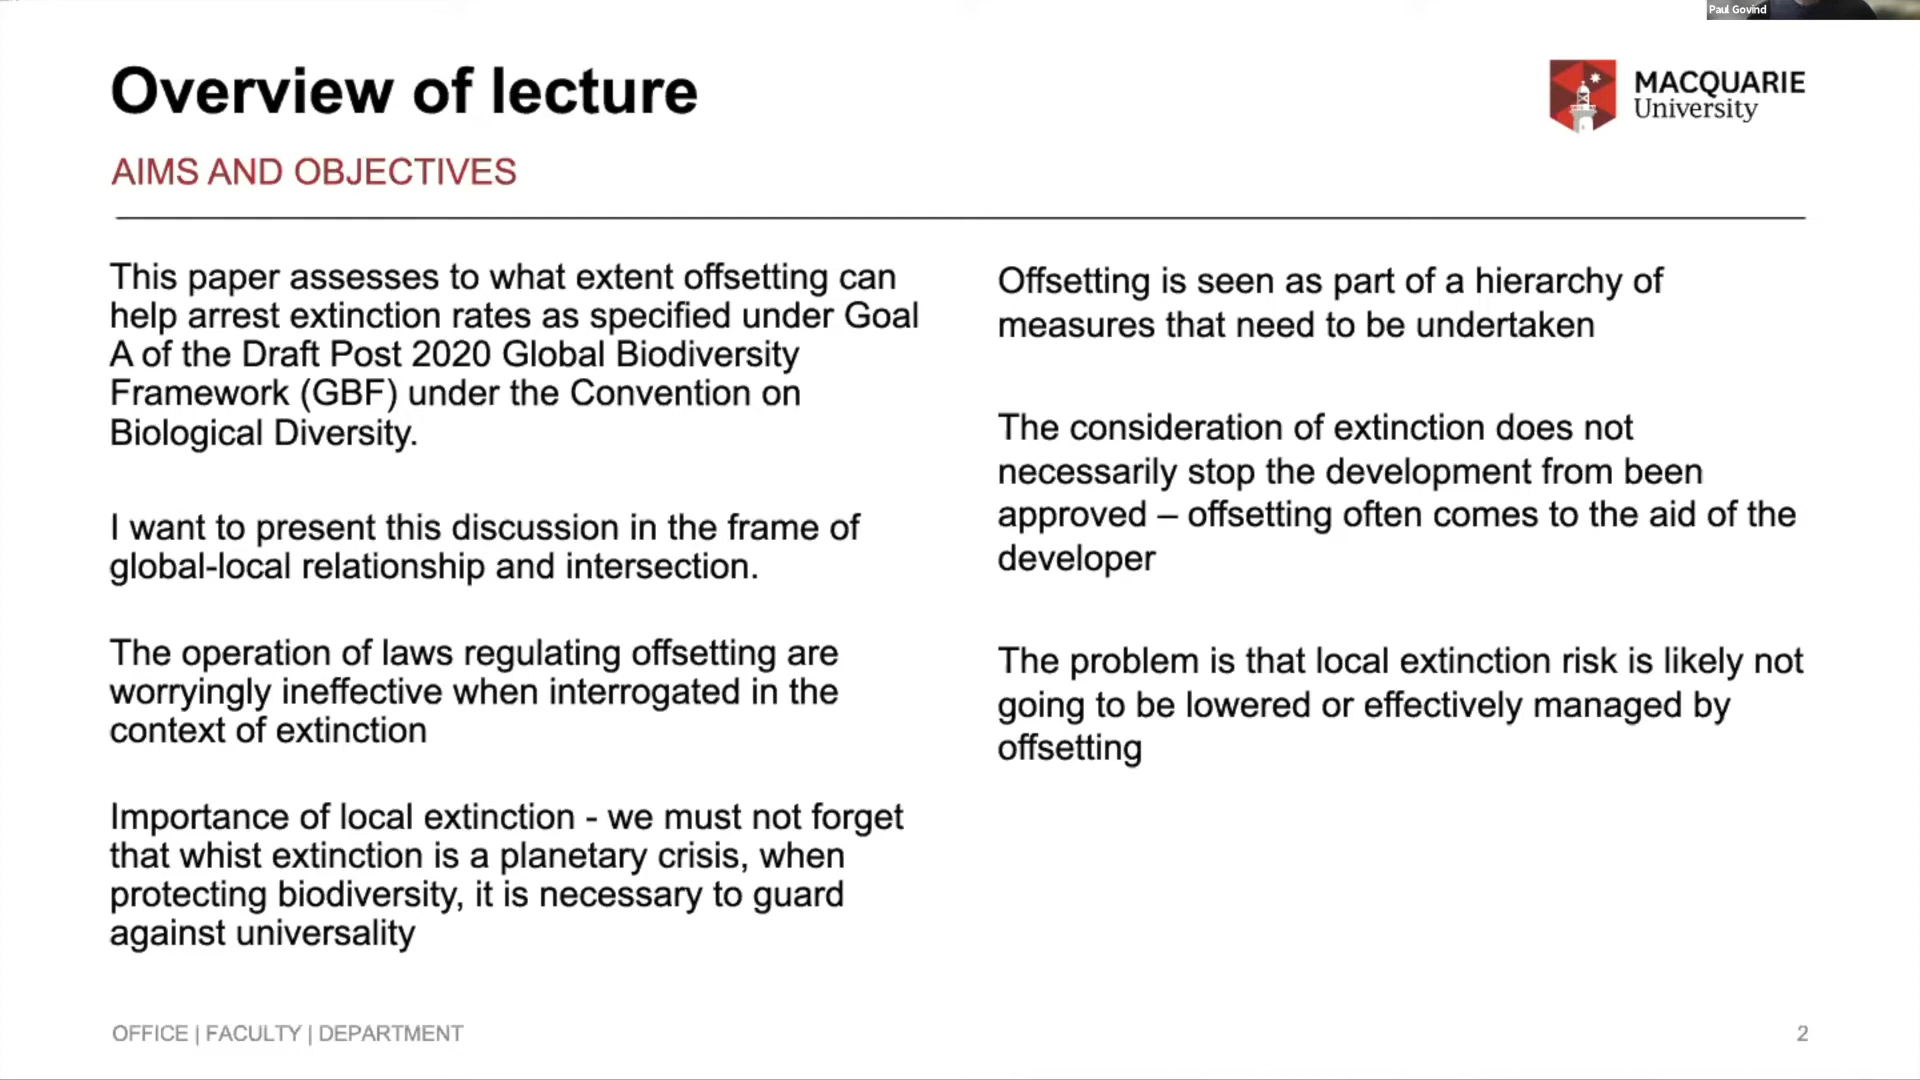 Paul Govind
Overview of lecture
MACQUARIE
University
AIMS AND OBJECTIVES
This paper assesses to what extent offsetting can
help arrest extinction rates as specified under Goal
A of the Draft Post 2020 Global Biodiversity
Framework (GBF) under the Convention on
Biological Diversity.
I want to present this discussion in the frame of
global-local relationship and intersection.
The operation of laws regulating offsetting are
worryingly ineffective when interrogated in the
context of extinction
Importance of local extinction - we must not forget
that whist extinction is a planetary crisis, when
protecting biodiversity, it is necessary to guard
against universality
Offsetting is seen as part of a hierarchy of
measures that need to be undertaken
The consideration of extinction does not
necessarily stop the development from been
approved – offsetting often comes to the aid of the
developer
The problem is that local extinction risk is likely not
going to be lowered or effectively managed by
offsetting
OFFICE | FACULTY | DEPARTMENT
2